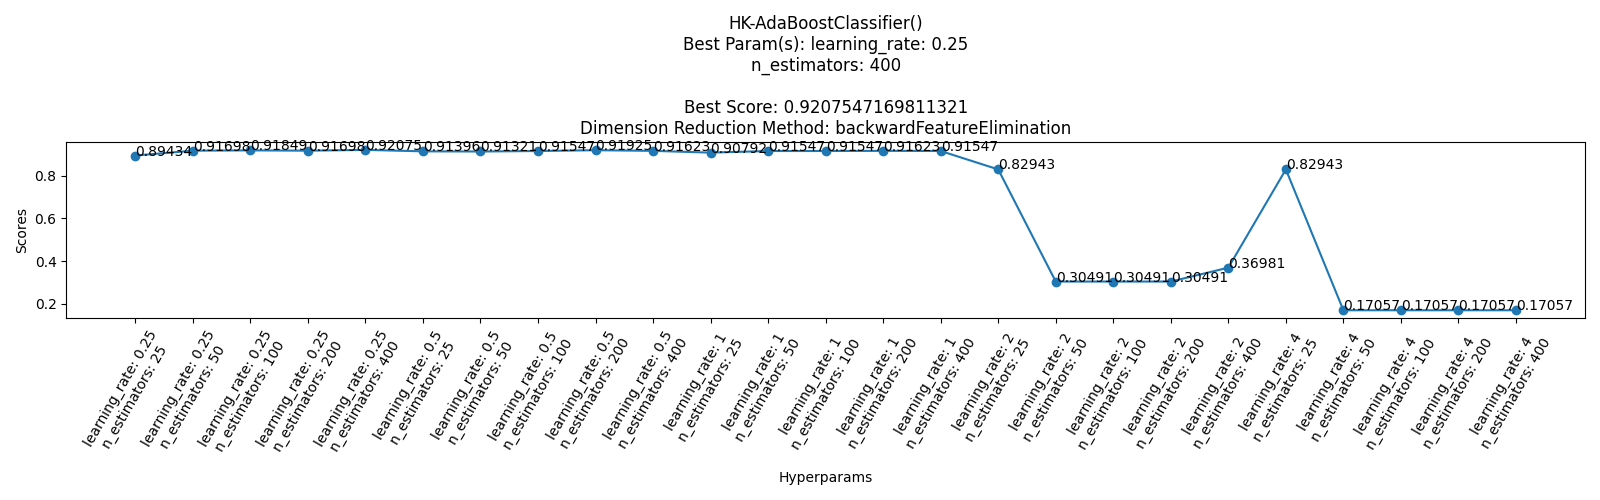 HK-AdaBoostClassifier()
Best Param(s): learning_rate: 0.25
n_estimators: 400
Best Score: 0.9207547169811321
Dimension Reduction Method: backwardFeatureElimination
0.89434
0.91698
0.91849
0.91698
0.92075
0.91396
0.91321
0.91547
0.91925
0.91623
0.90792
0.91547
0.91547
0.91623
0.91547
0.82943
0.30491
0.30491
0.30491
0.36981
0.82943
0.17057
0.17057
0.17057
0.17057
0.8
0.6
0.4
0.2
Scores
learning_rate: 0.25
n_estimators: 25
learning_rate: 0.25
n_estimators: 50
learning_rate: 0.25
n_estimators: 100
learning_rate: 0.25
n_estimators: 200
learning_rate: 0.25
n_estimators: 400
learning_rate: 0.5
n_estimators: 25
learning_rate: 0.5
n_estimators: 50
learning_rate: 0.5
n_estimators: 100
learning_rate: 0.5
n_estimators: 200
learning_rate: 0.5
n_estimators: 400
learning_rate: 1
n_estimators: 25
learning_rate: 1
n_estimators: 50
learning_rate: 1
n_estimators: 100
learning_rate: 1
n_estimators: 200
learning_rate: 1
n_estimators: 400
learning_rate: 2
n_estimators: 25
learning_rate: 2
n_estimators: 50
learning_rate: 2
n_estimators: 100
learning_rate: 2
n_estimators: 200
learning_rate: 2
n_estimators: 400
learning_rate: 4
n_estimators: 25
learning_rate: 4
n_estimators: 50
learning_rate: 4
n_estimators: 100
learning_rate: 4
n_estimators: 200
learning_rate: 4
n_estimators: 400
Hyperparams